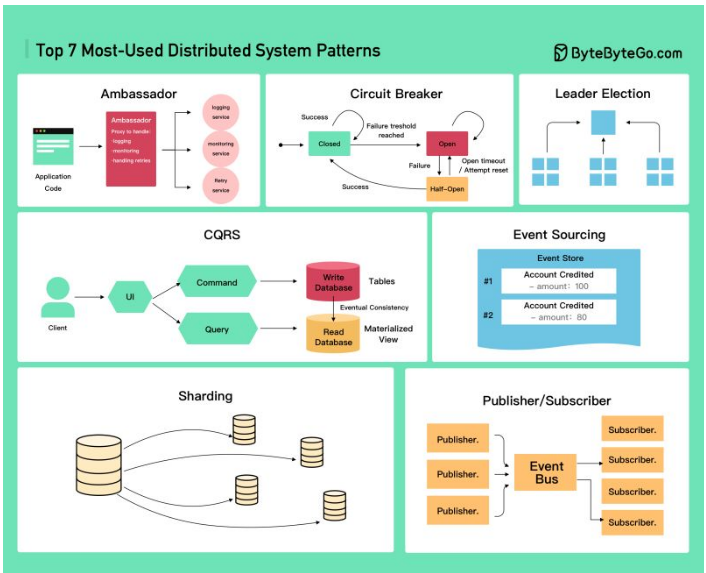 Top 7 Most-Used Distributed System Patterns
ByteByteGo.com
Ambassador
Application
Code
Ambassador
Proxy to handle:
-logging
-monitoring
-handling retries
logging
service
monitoring
service
Retry
service
Circuit Breaker
Success
Closed
Failure treshold
reached
Open
Failure
Open timeout
/ Attempt reset
Success
Half-Open
Leader Election
CQRS
Client
UI
Command
Query
Write
Database
Tables
Eventual Consistency
Read
Database
Materialized
View
Event Sourcing
Event Store
#1
Account Credited
- amount: 100
#2
Account Credited
- amount: 80
Sharding
Publisher/Subscriber
Publisher.
Publisher.
Publisher.
Event
Bus
Subscriber.
Subscriber.
Subscriber.
Subscriber.